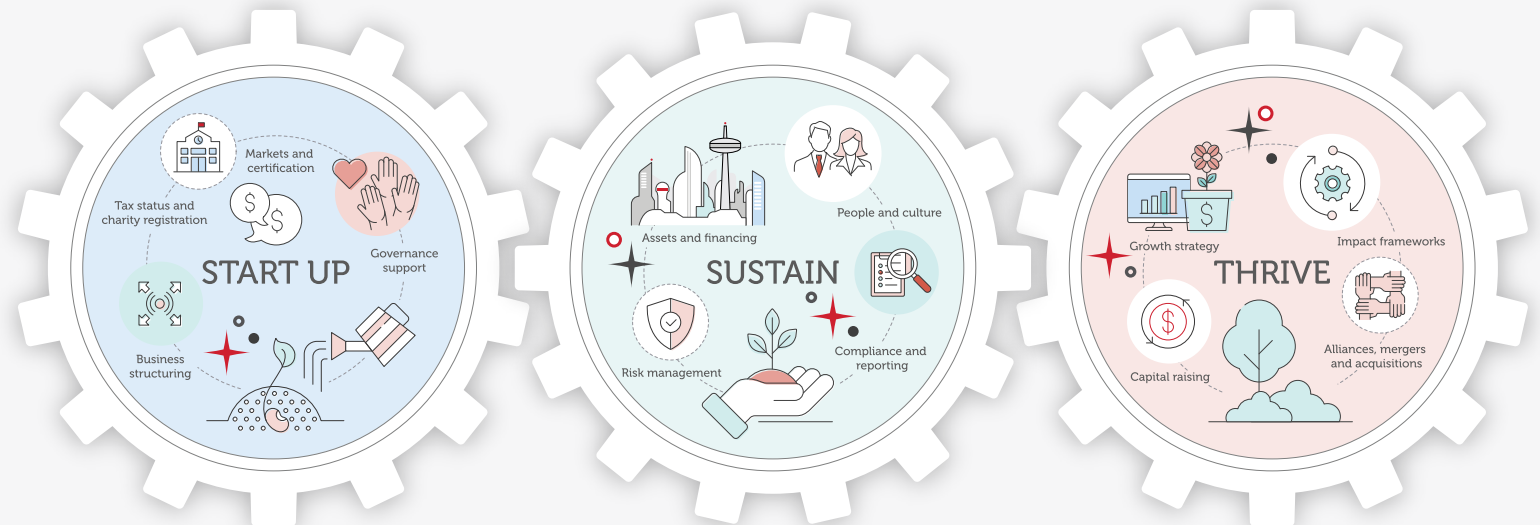 START UP
Tax status and
charity registration
Markets and
certification
Governance
support
Business
structuring
$
$
SUSTAIN
Assets and financing
People and culture
Risk management
Compliance and
reporting
THRIVE
Growth strategy
$
Impact frameworks
Capital raising
$
Alliances, mergers
and acquisitions